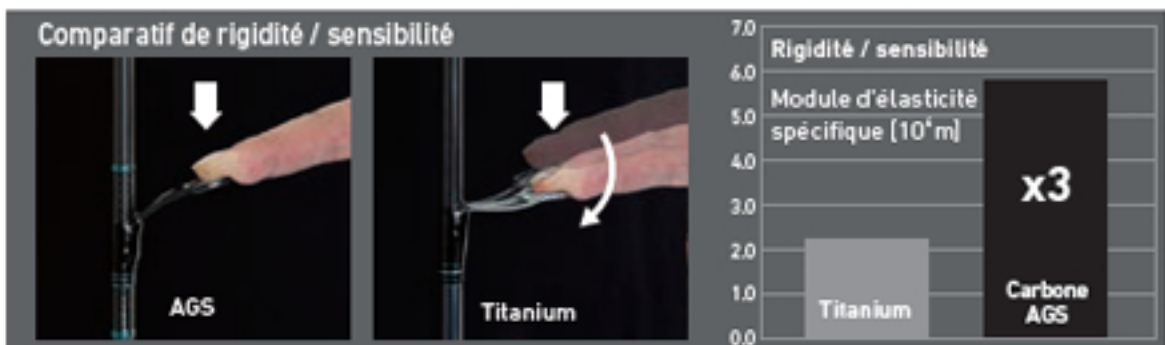 Comparatif de rigidité / sensibilité
AGS
Titanium
7.0
6.0
5.0
4.0
3.0
2.0
1.0
0.0
Rigidité / sensibilité
Module d'élasticité
spécifique [10⁶m]
x3
Titanium
Carbone
AGS